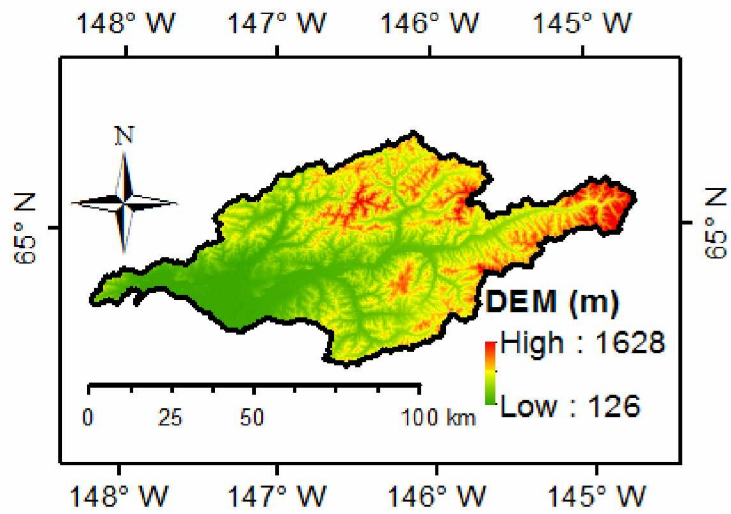 148° W 147° W 146° W 145° W
N
65° N
65° N
DEM (m)
High : 1628
Low : 126
0 25 50 100 km
148° W 147° W 146° W 145° W